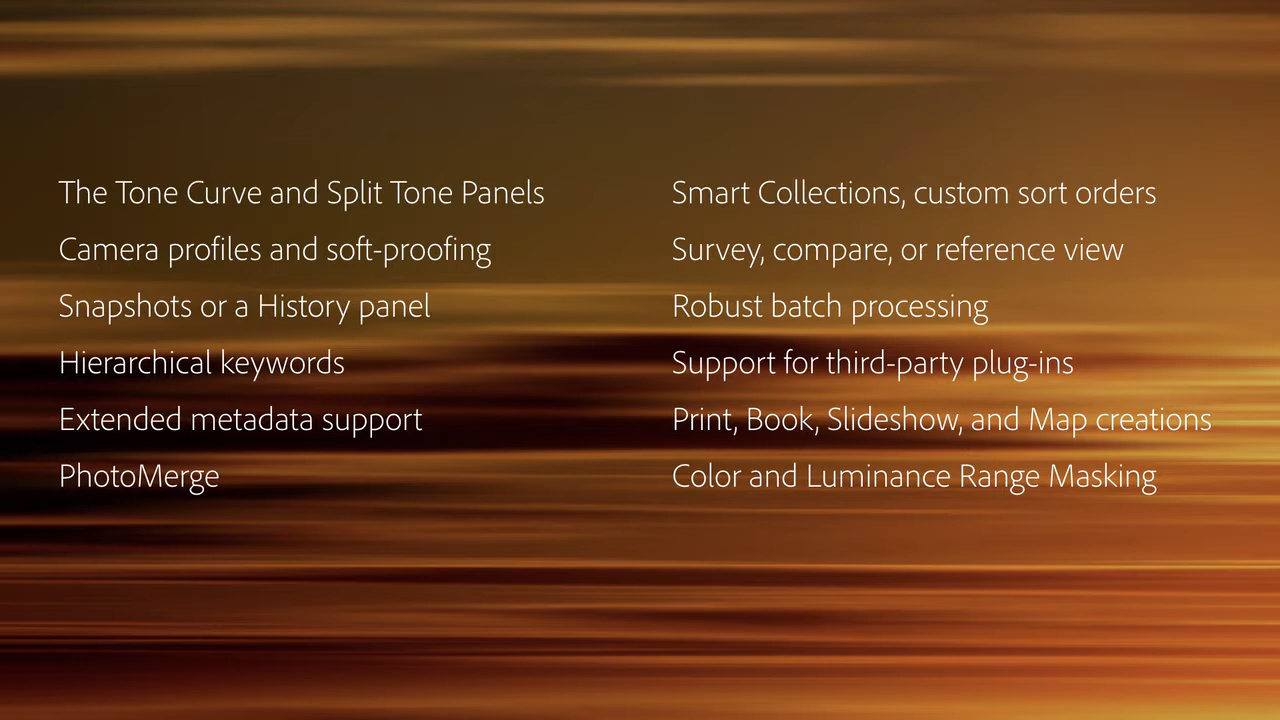 The Tone Curve and Split Tone Panels
Camera profiles and soft-proofing
Snapshots or a History panel
Hierarchical keywords
Extended metadata support
PhotoMerge
Smart Collections, custom sort orders
Survey, compare, or reference view
Robust batch processing
Support for third-party plug-ins
Print, Book, Slideshow, and Map creations
Color and Luminance Range Masking